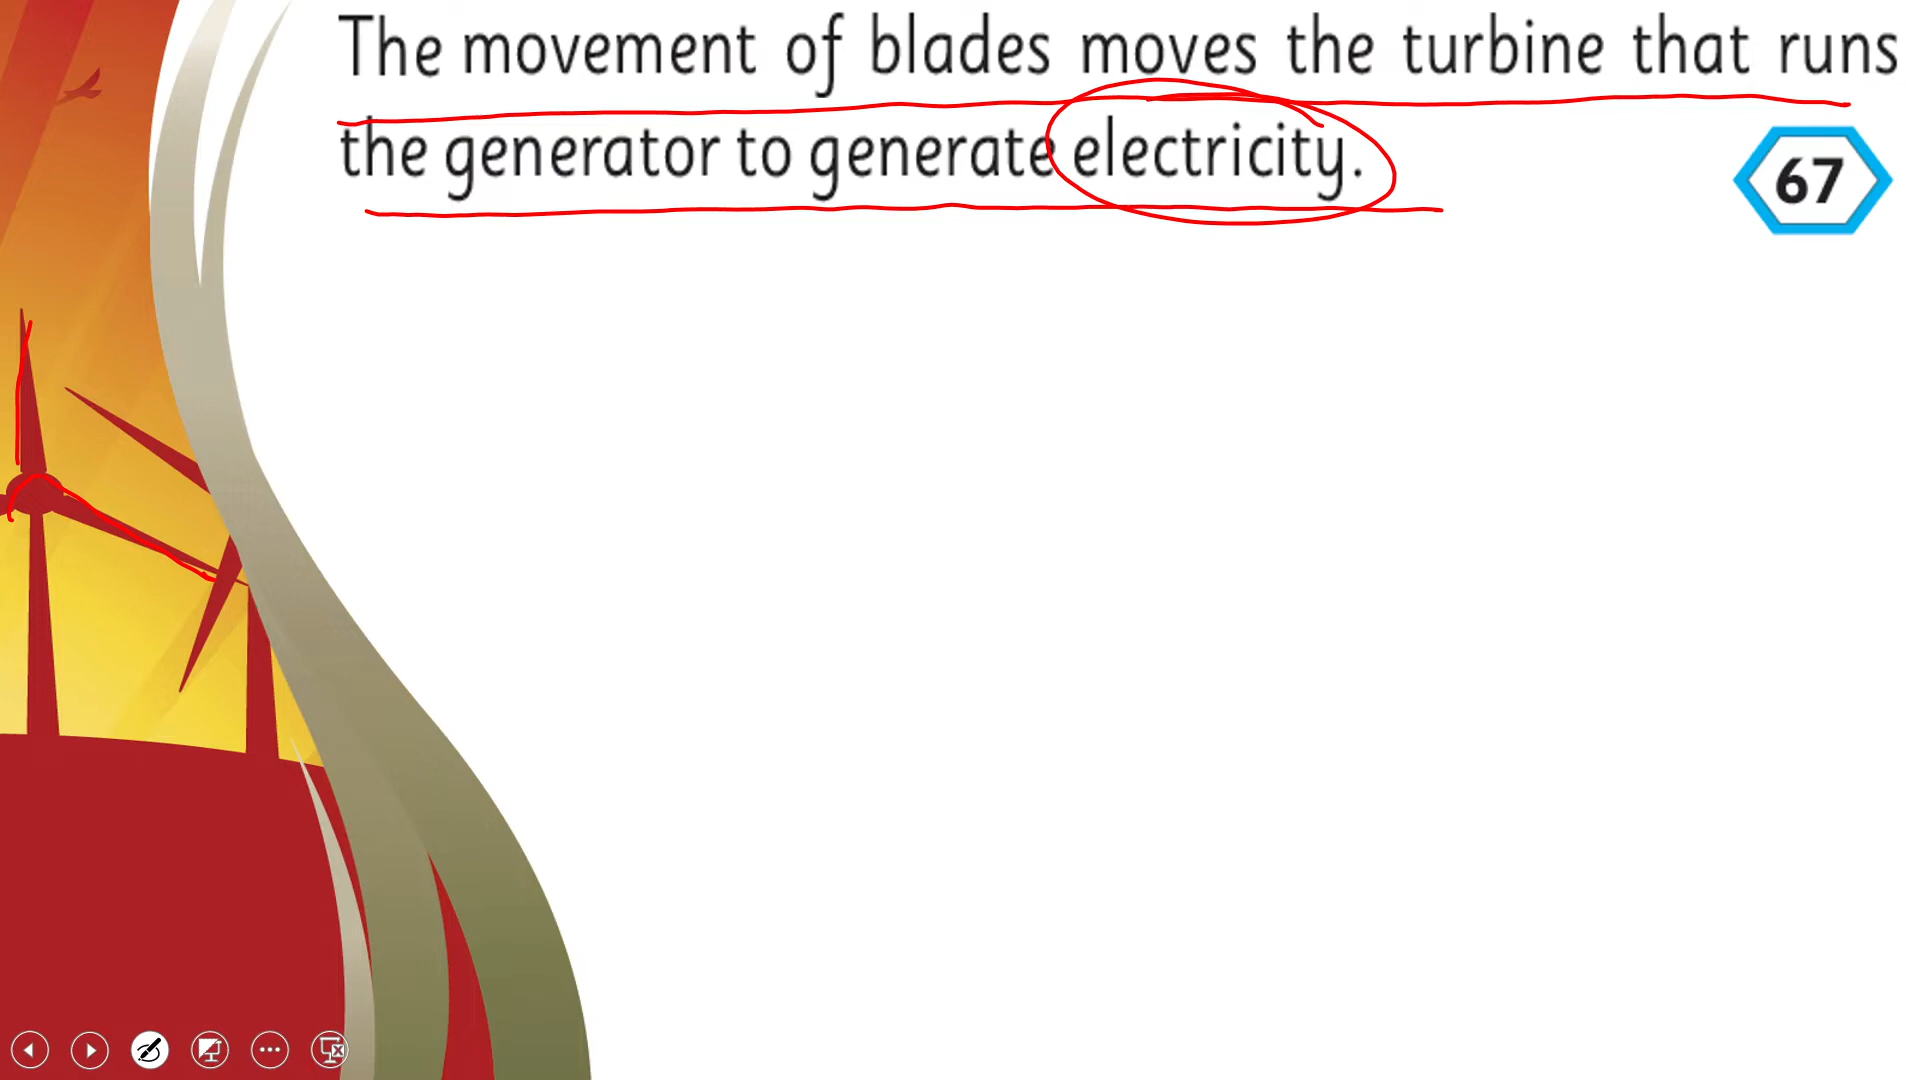 The movement of blades moves the turbine that runs
the generator to generate electricity.
67